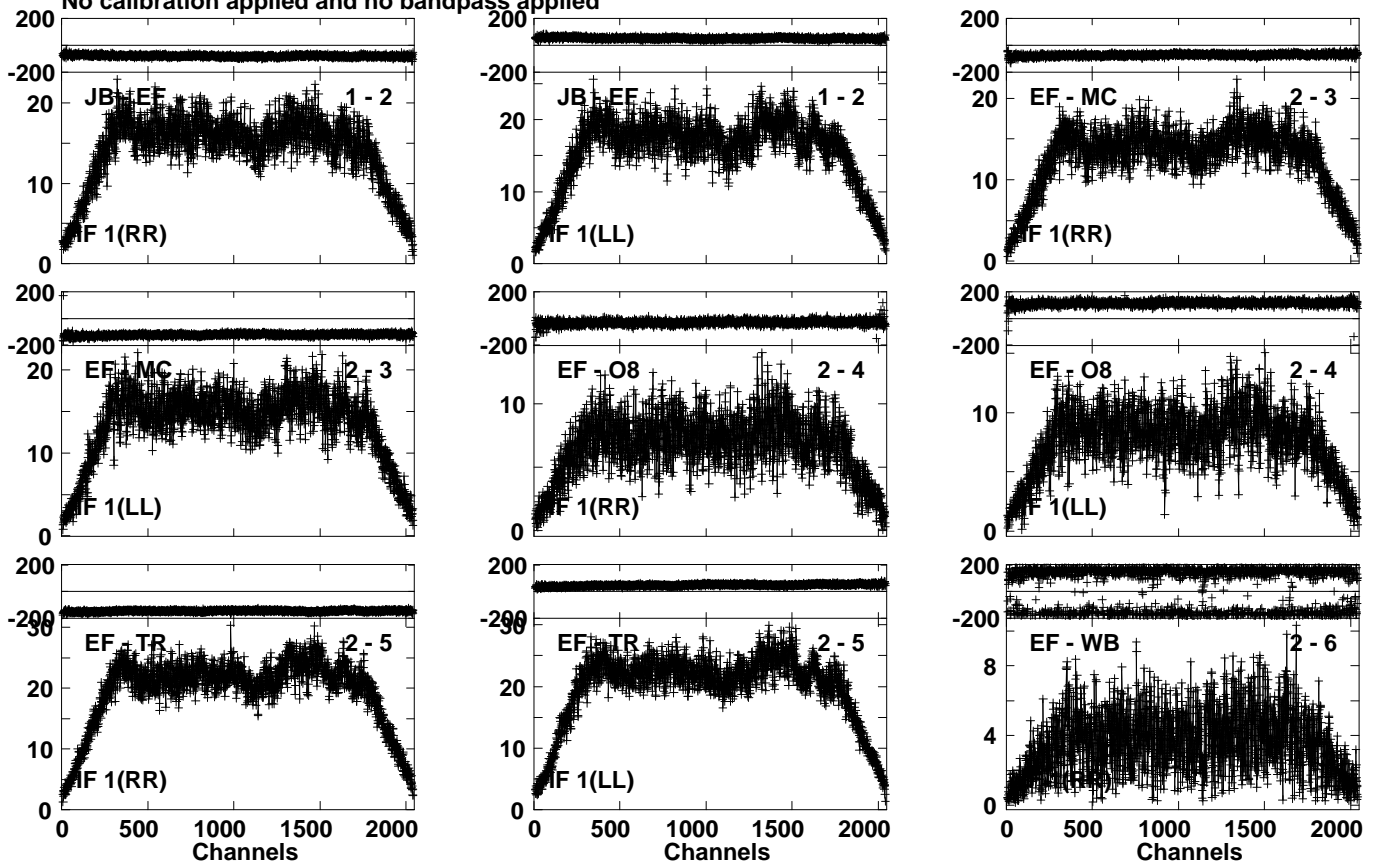 No calibration applied and no bandpass applied
200
-200
20
10
0
JB - EF 1 - 2
IF 1(RR)
200
-200
20
10
0
JB - EF 1 - 2
IF 1(LL)
200
-200
20
10
0
EF - MC 2 - 3
IF 1(RR)
200
-200
20
10
0
EF - MC 2 - 3
IF 1(LL)
200
-200
10
0
EF - O8 2 - 4
IF 1(RR)
200
-200
10
0
EF - O8 2 - 4
IF 1(LL)
200
-200
30
20
10
0
EF - TR 2 - 5
IF 1(RR)
0 500 1000 1500 2000
Channels
200
-200
30
20
10
0
EF - TR 2 - 5
IF 1(LL)
0 500 1000 1500 2000
Channels
200
-200
8
4
0
EF - WB 2 - 6
0 500 1000 1500 2000
Channels